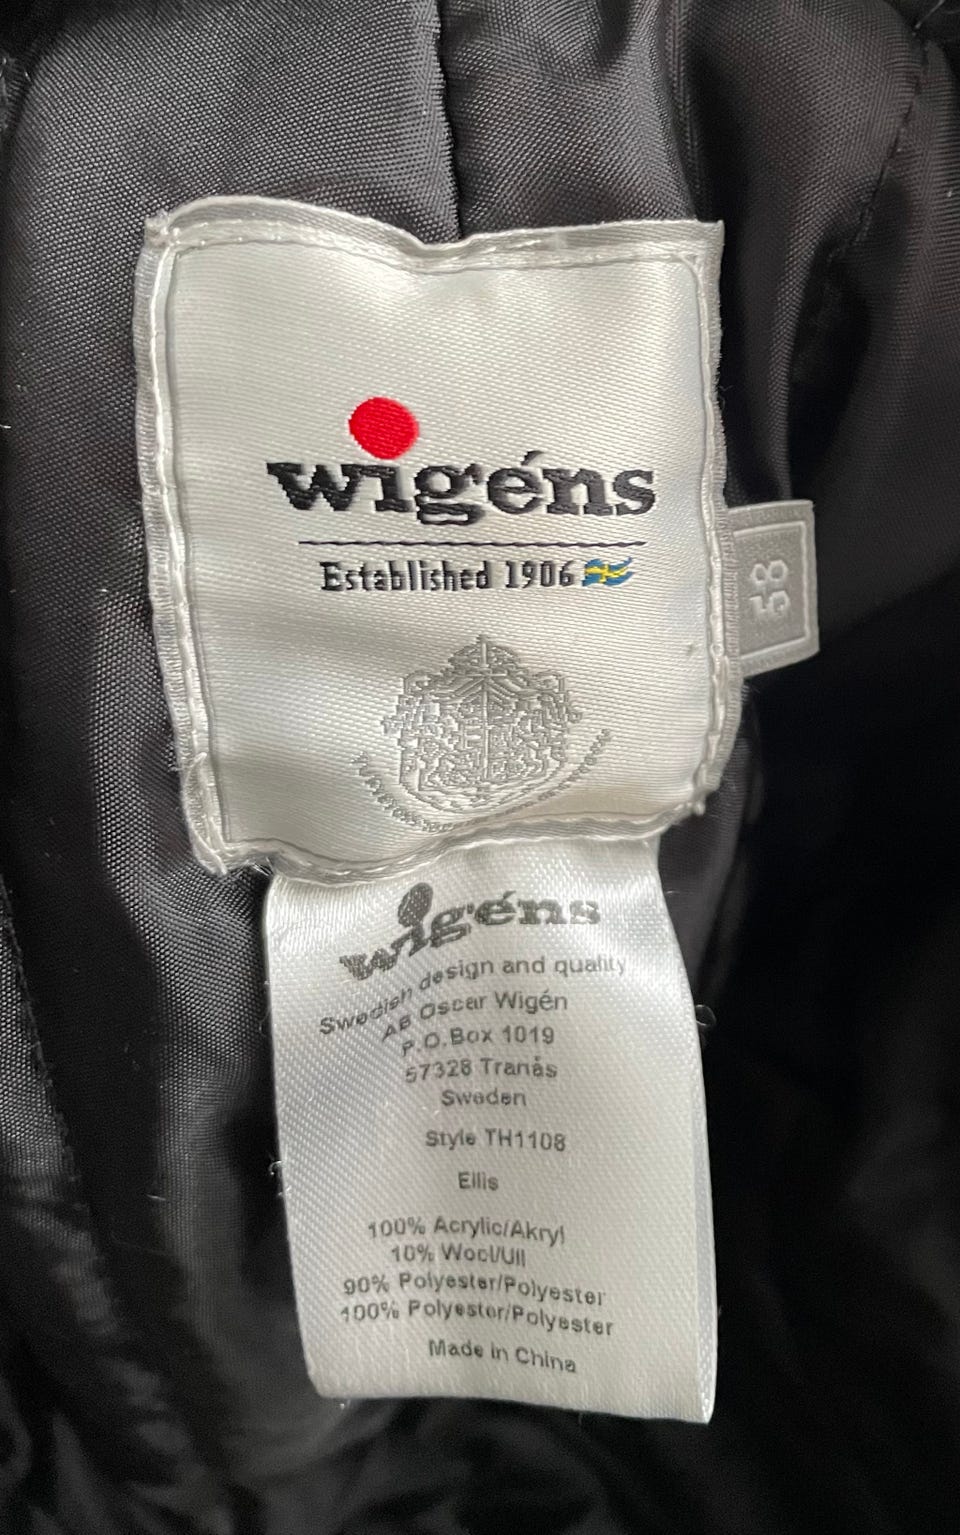 wigéns
Established 1906
58
wigéns
Swedish design and quality
AB Oscar Wigén
P.O.Box 1019
57328 Tranås
Sweden
Style TH1108
Ellis
100% Acrylic/Akryl
10% Wool/Ull
90% Polyester/Polyester
100% Polyester/Polyester
Made in China